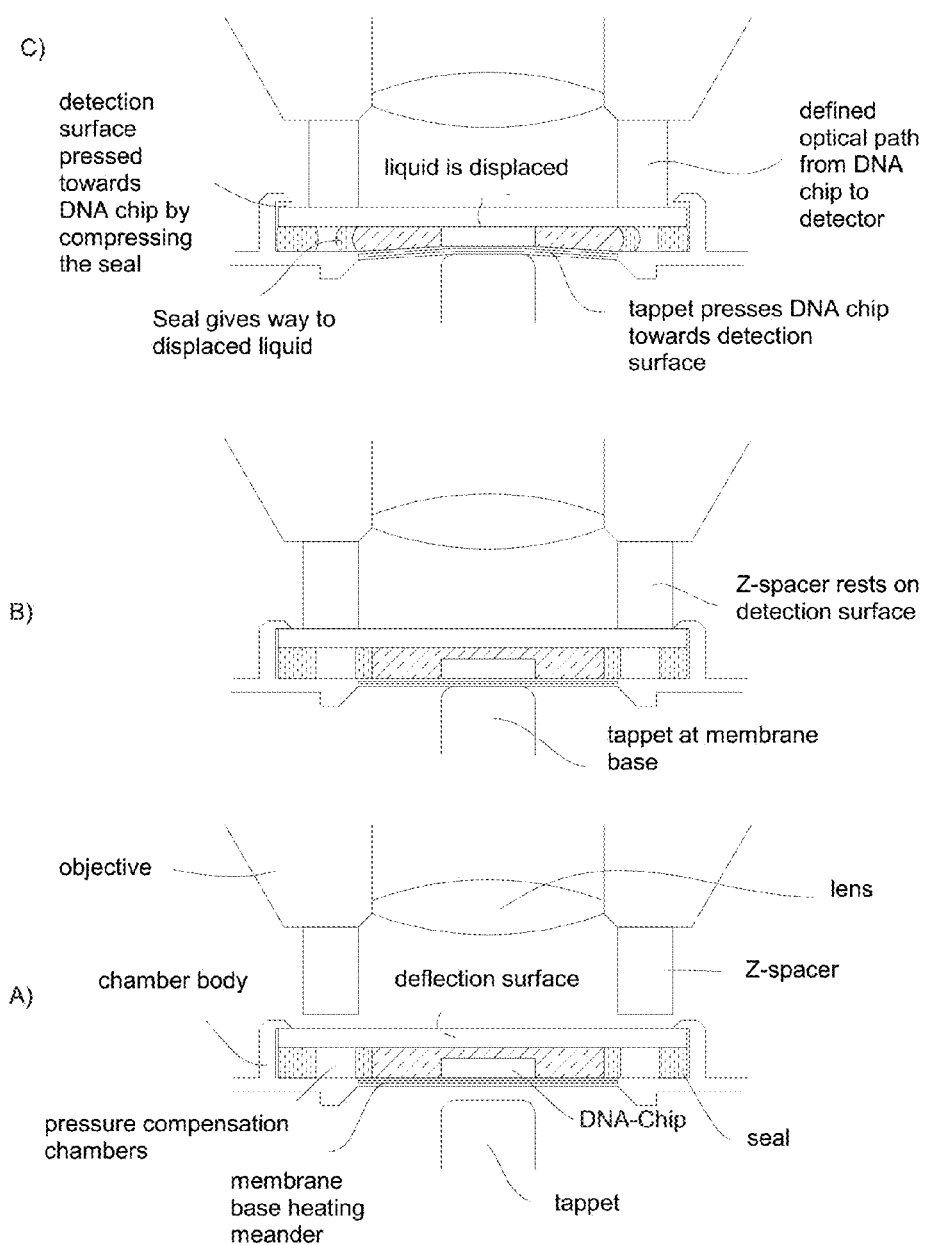 C)
detection
surface
pressed
towards
DNA chip by
compressing
the seal
liquid is displaced
defined
optical path
from DNA
chip to
detector
Seal gives way to
displaced liquid
tappet presses DNA chip
towards detection
surface
B)
Z-spacer rests on
detection surface
tappet at membrane
base
objective
lens
A)
chamber body
deflection surface
Z-spacer
pressure compensation
chambers
DNA-Chip
seal
membrane
base heating
meander
tappet